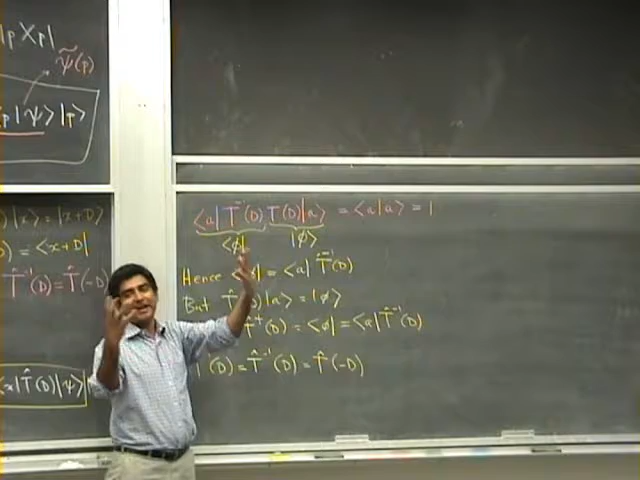 |p⟩⟨p|
ψ̃(p)
⟨p|ψ⟩|p⟩
|x⟩ = |x+D⟩
= ⟨x+D|
T̂⁻¹(D) = T̂(-D)
⟨x|T̂(D)|ψ⟩
⟨a| T̂⁻¹(D) T(D)|a⟩ = ⟨a|a⟩ = 1
⟨ϕ| |ϕ⟩
Hence = ⟨a| T̂⁻¹(D)
But T̂ |a⟩ = |ϕ⟩
T̂⁺(D) = ⟨ϕ| = ⟨a|T̂⁻¹(D)
(D) = T̂⁻¹(D) = T̂(-D)